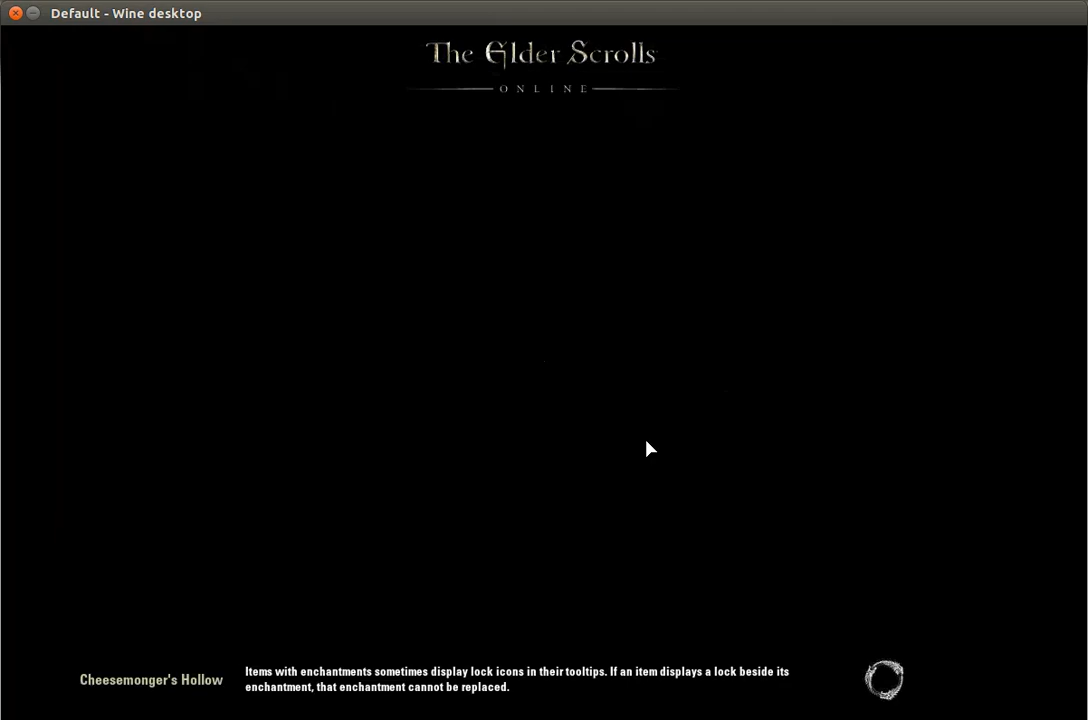 Default - Wine desktop
The Elder Scrolls
ONLINE
Cheesemonger's Hollow
Items with enchantments sometimes display lock icons in their tooltips. If an item displays a lock beside its
enchantment, that enchantment cannot be replaced.